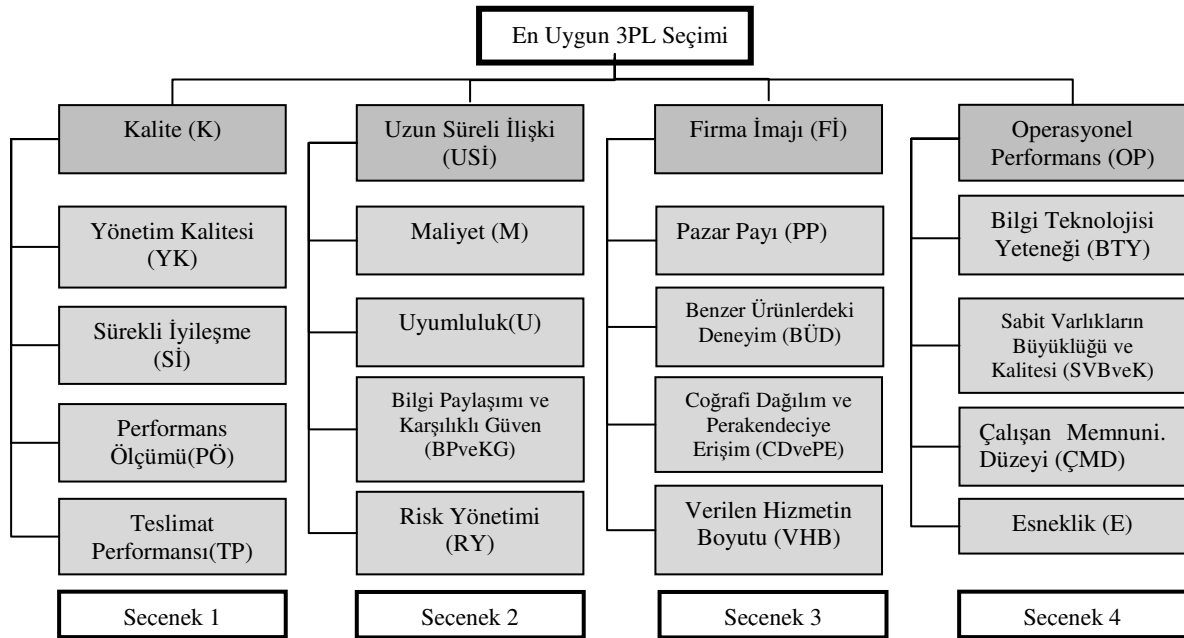 En Uygun 3PL Seçimi
Kalite (K)
Yönetim Kalitesi
(YK)
Sürekli İyileşme
(Sİ)
Performans
Ölçümü(PÖ)
Teslimat
Performansı(TP)
Secenek 1
Uzun Süreli İlişki
(USİ)
Maliyet (M)
Uyumluluk(U)
Bilgi Paylaşımı ve
Karşılıklı Güven
(BPveKG)
Risk Yönetimi
(RY)
Secenek 2
Firma İmajı (Fİ)
Pazar Payı (PP)
Benzer Ürünlerdeki
Deneyim (BÜD)
Coğrafi Dağılım ve
Perakendeciye
Erişim (CDvePE)
Verilen Hizmetin
Boyutu (VHB)
Secenek 3
Operasyonel
Performans (OP)
Bilgi Teknolojisi
Yeteneği (BTY)
Sabit Varlıkların
Büyüklüğü ve
Kalitesi (SVBveK)
Çalışan Memnuni.
Düzeyi (ÇMD)
Esneklik (E)
Secenek 4